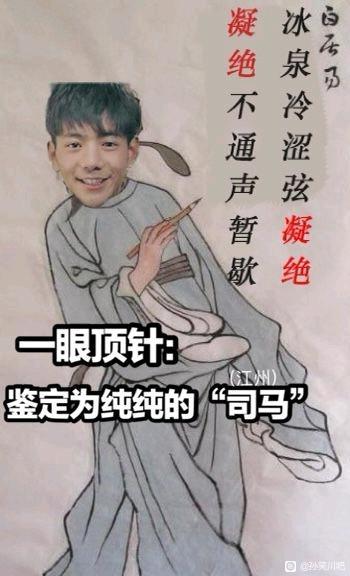 白居易
冰泉冷涩弦凝绝
凝绝不通声暂歇
一眼顶针：
(江州)
鉴定为纯纯的“司马”
@孙笑川吧